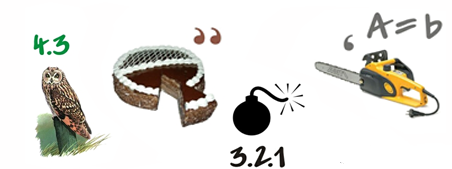 4.3
,,
‘ A=b
3.2.1